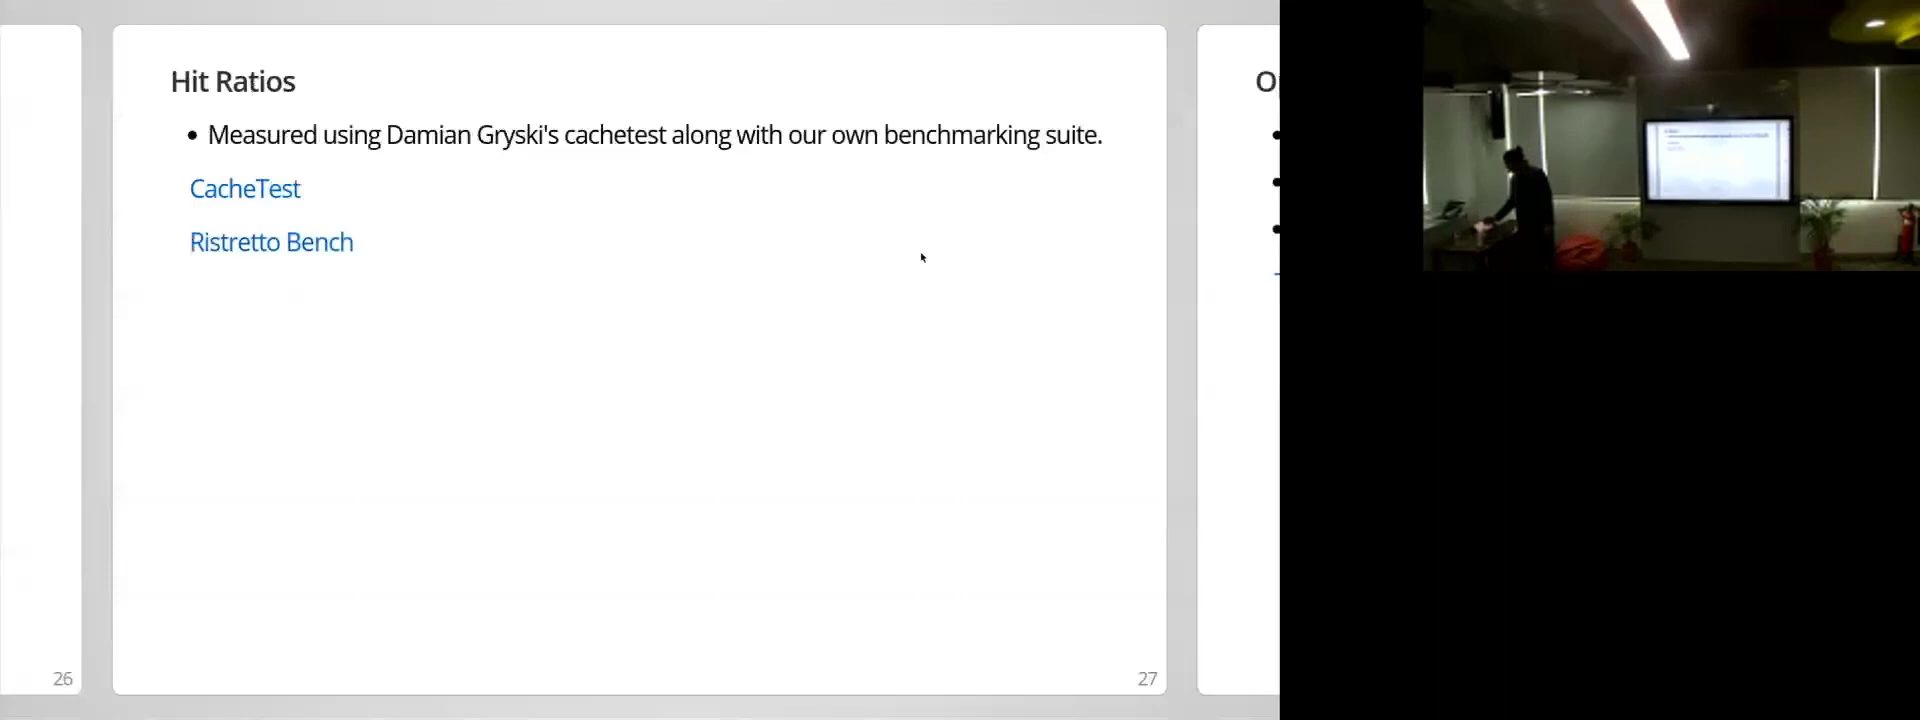 Hit Ratios
• Measured using Damian Gryski's cachetest along with our own benchmarking suite.
CacheTest
Ristretto Bench
26
27